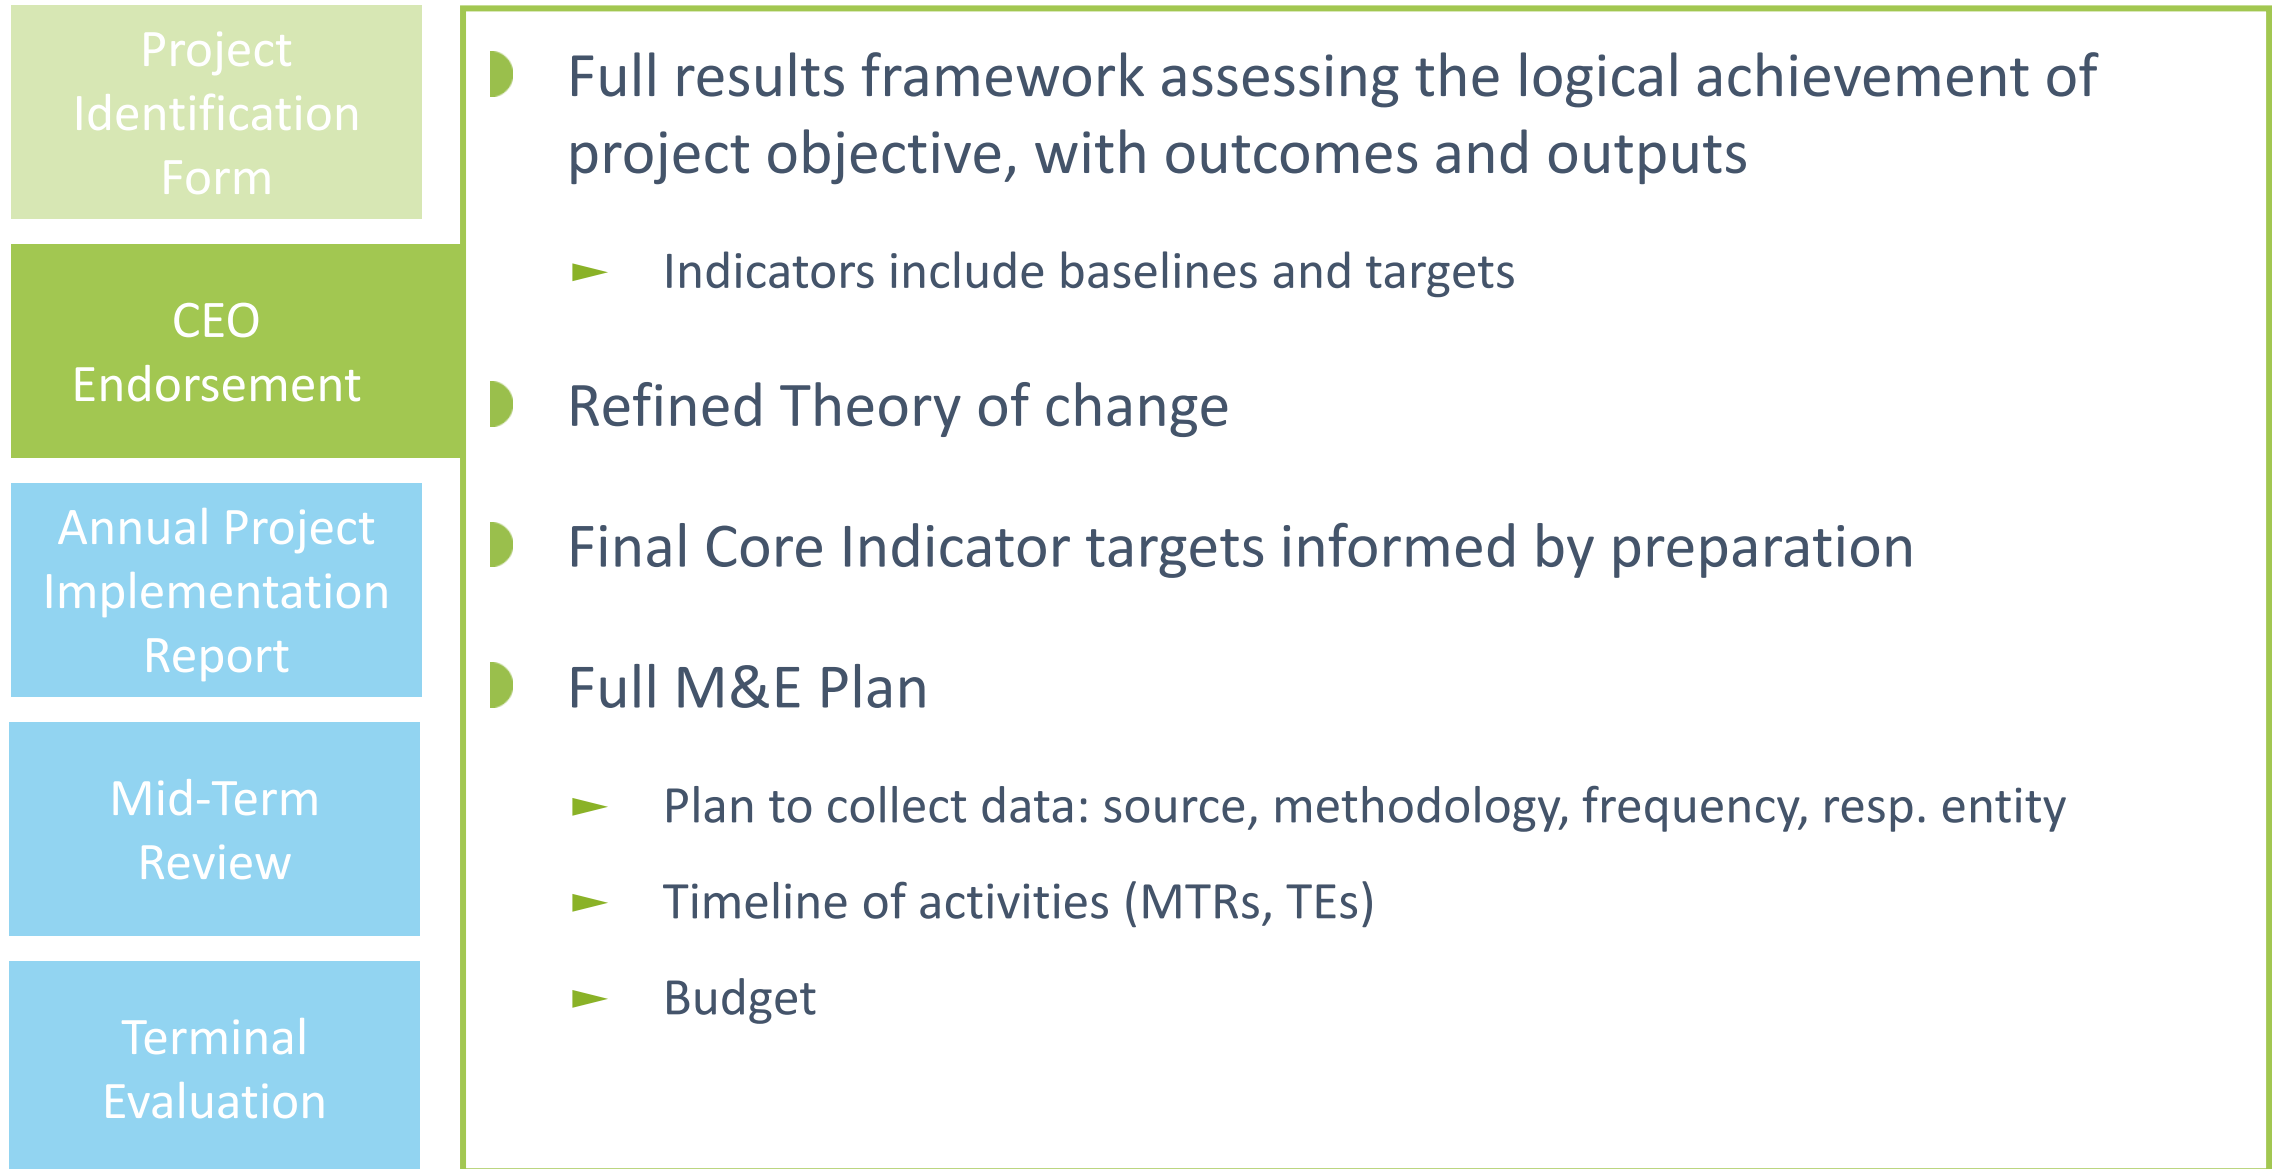 Project
Identification
Form
CEO
Endorsement
Annual Project
Implementation
Report
Mid-Term
Review
Terminal
Evaluation
Full results framework assessing the logical achievement of
project objective, with outcomes and outputs
Indicators include baselines and targets
Refined Theory of change
Final Core Indicator targets informed by preparation
Full M&E Plan
Plan to collect data: source, methodology, frequency, resp. entity
Timeline of activities (MTRs, TEs)
Budget